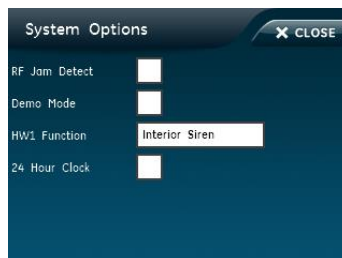 System Options
X CLOSE
RF Jam Detect
Demo Mode
HW1 Function Interior Siren
24 Hour Clock